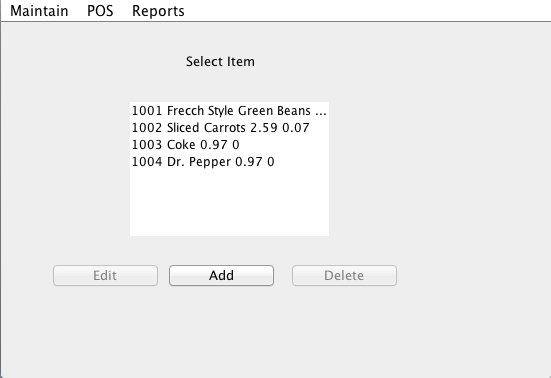 Maintain POS Reports
Select Item
1001 Frecch Style Green Beans ...
1002 Sliced Carrots 2.59 0.07
1003 Coke 0.97 0
1004 Dr. Pepper 0.97 0
Edit Add Delete